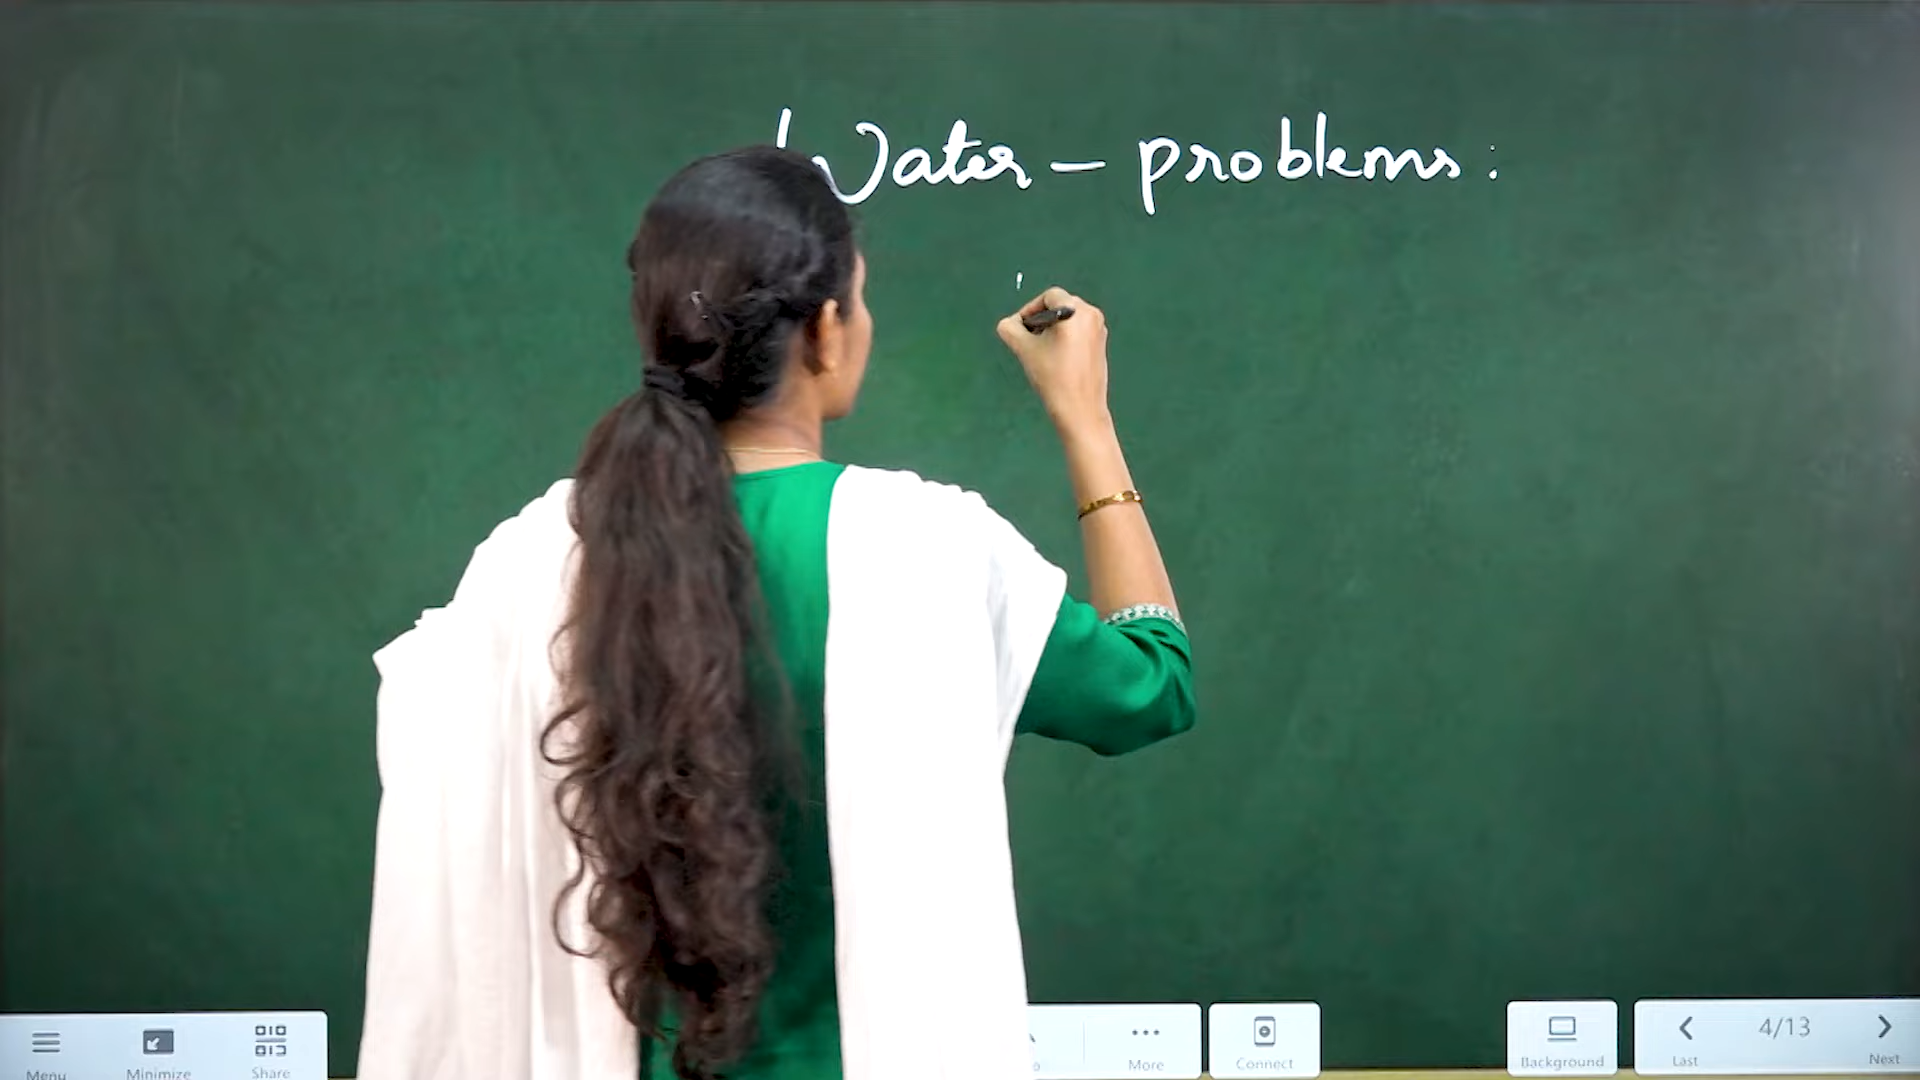 Water - problems :
Menu
Minimize
Share
More
Connect
Background
Last
4/13
Next